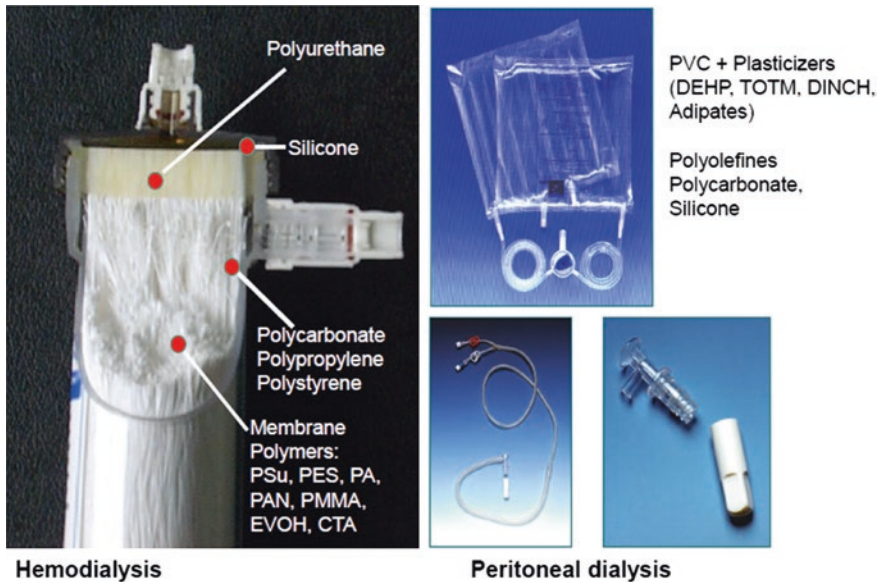 Polyurethane
Silicone
Polycarbonate
Polypropylene
Polystyrene
Membrane
Polymers:
PSu, PES, PA,
PAN, PMMA,
EVOH, CTA
PVC + Plasticizers
(DEHP, TOTM, DINCH,
Adipates)
Polyolefines
Polycarbonate,
Silicone
Hemodialysis
Peritoneal dialysis